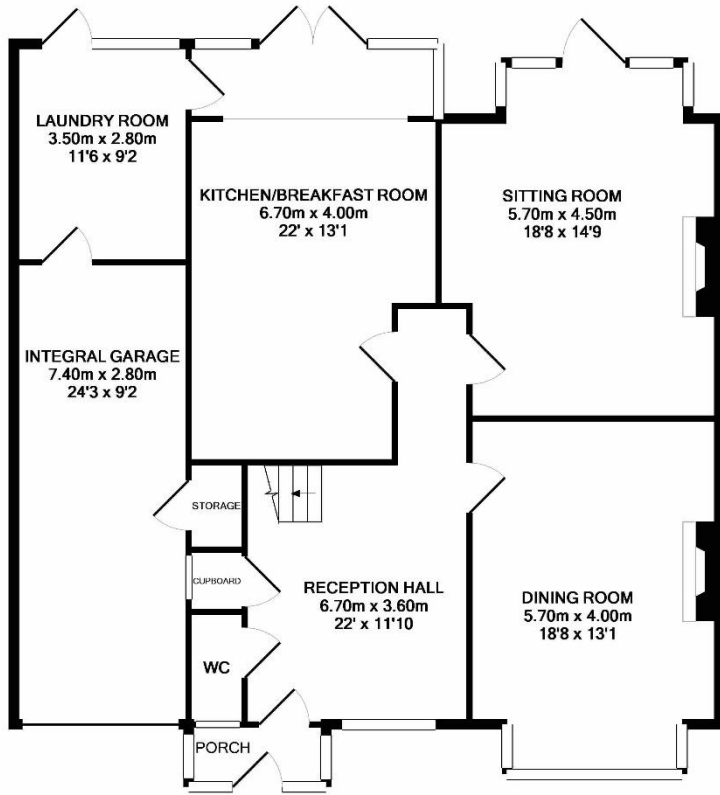 LAUNDRY ROOM
3.50m x 2.80m
11'6 x 9'2
KITCHEN/BREAKFAST ROOM
6.70m x 4.00m
22' x 13'1
SITTING ROOM
5.70m x 4.50m
18'8 x 14'9
INTEGRAL GARAGE
7.40m x 2.80m
24'3 x 9'2
STORAGE
CUPBOARD
RECEPTION HALL
6.70m x 3.60m
22' x 11'10
DINING ROOM
5.70m x 4.00m
18'8 x 13'1
WC
PORCH